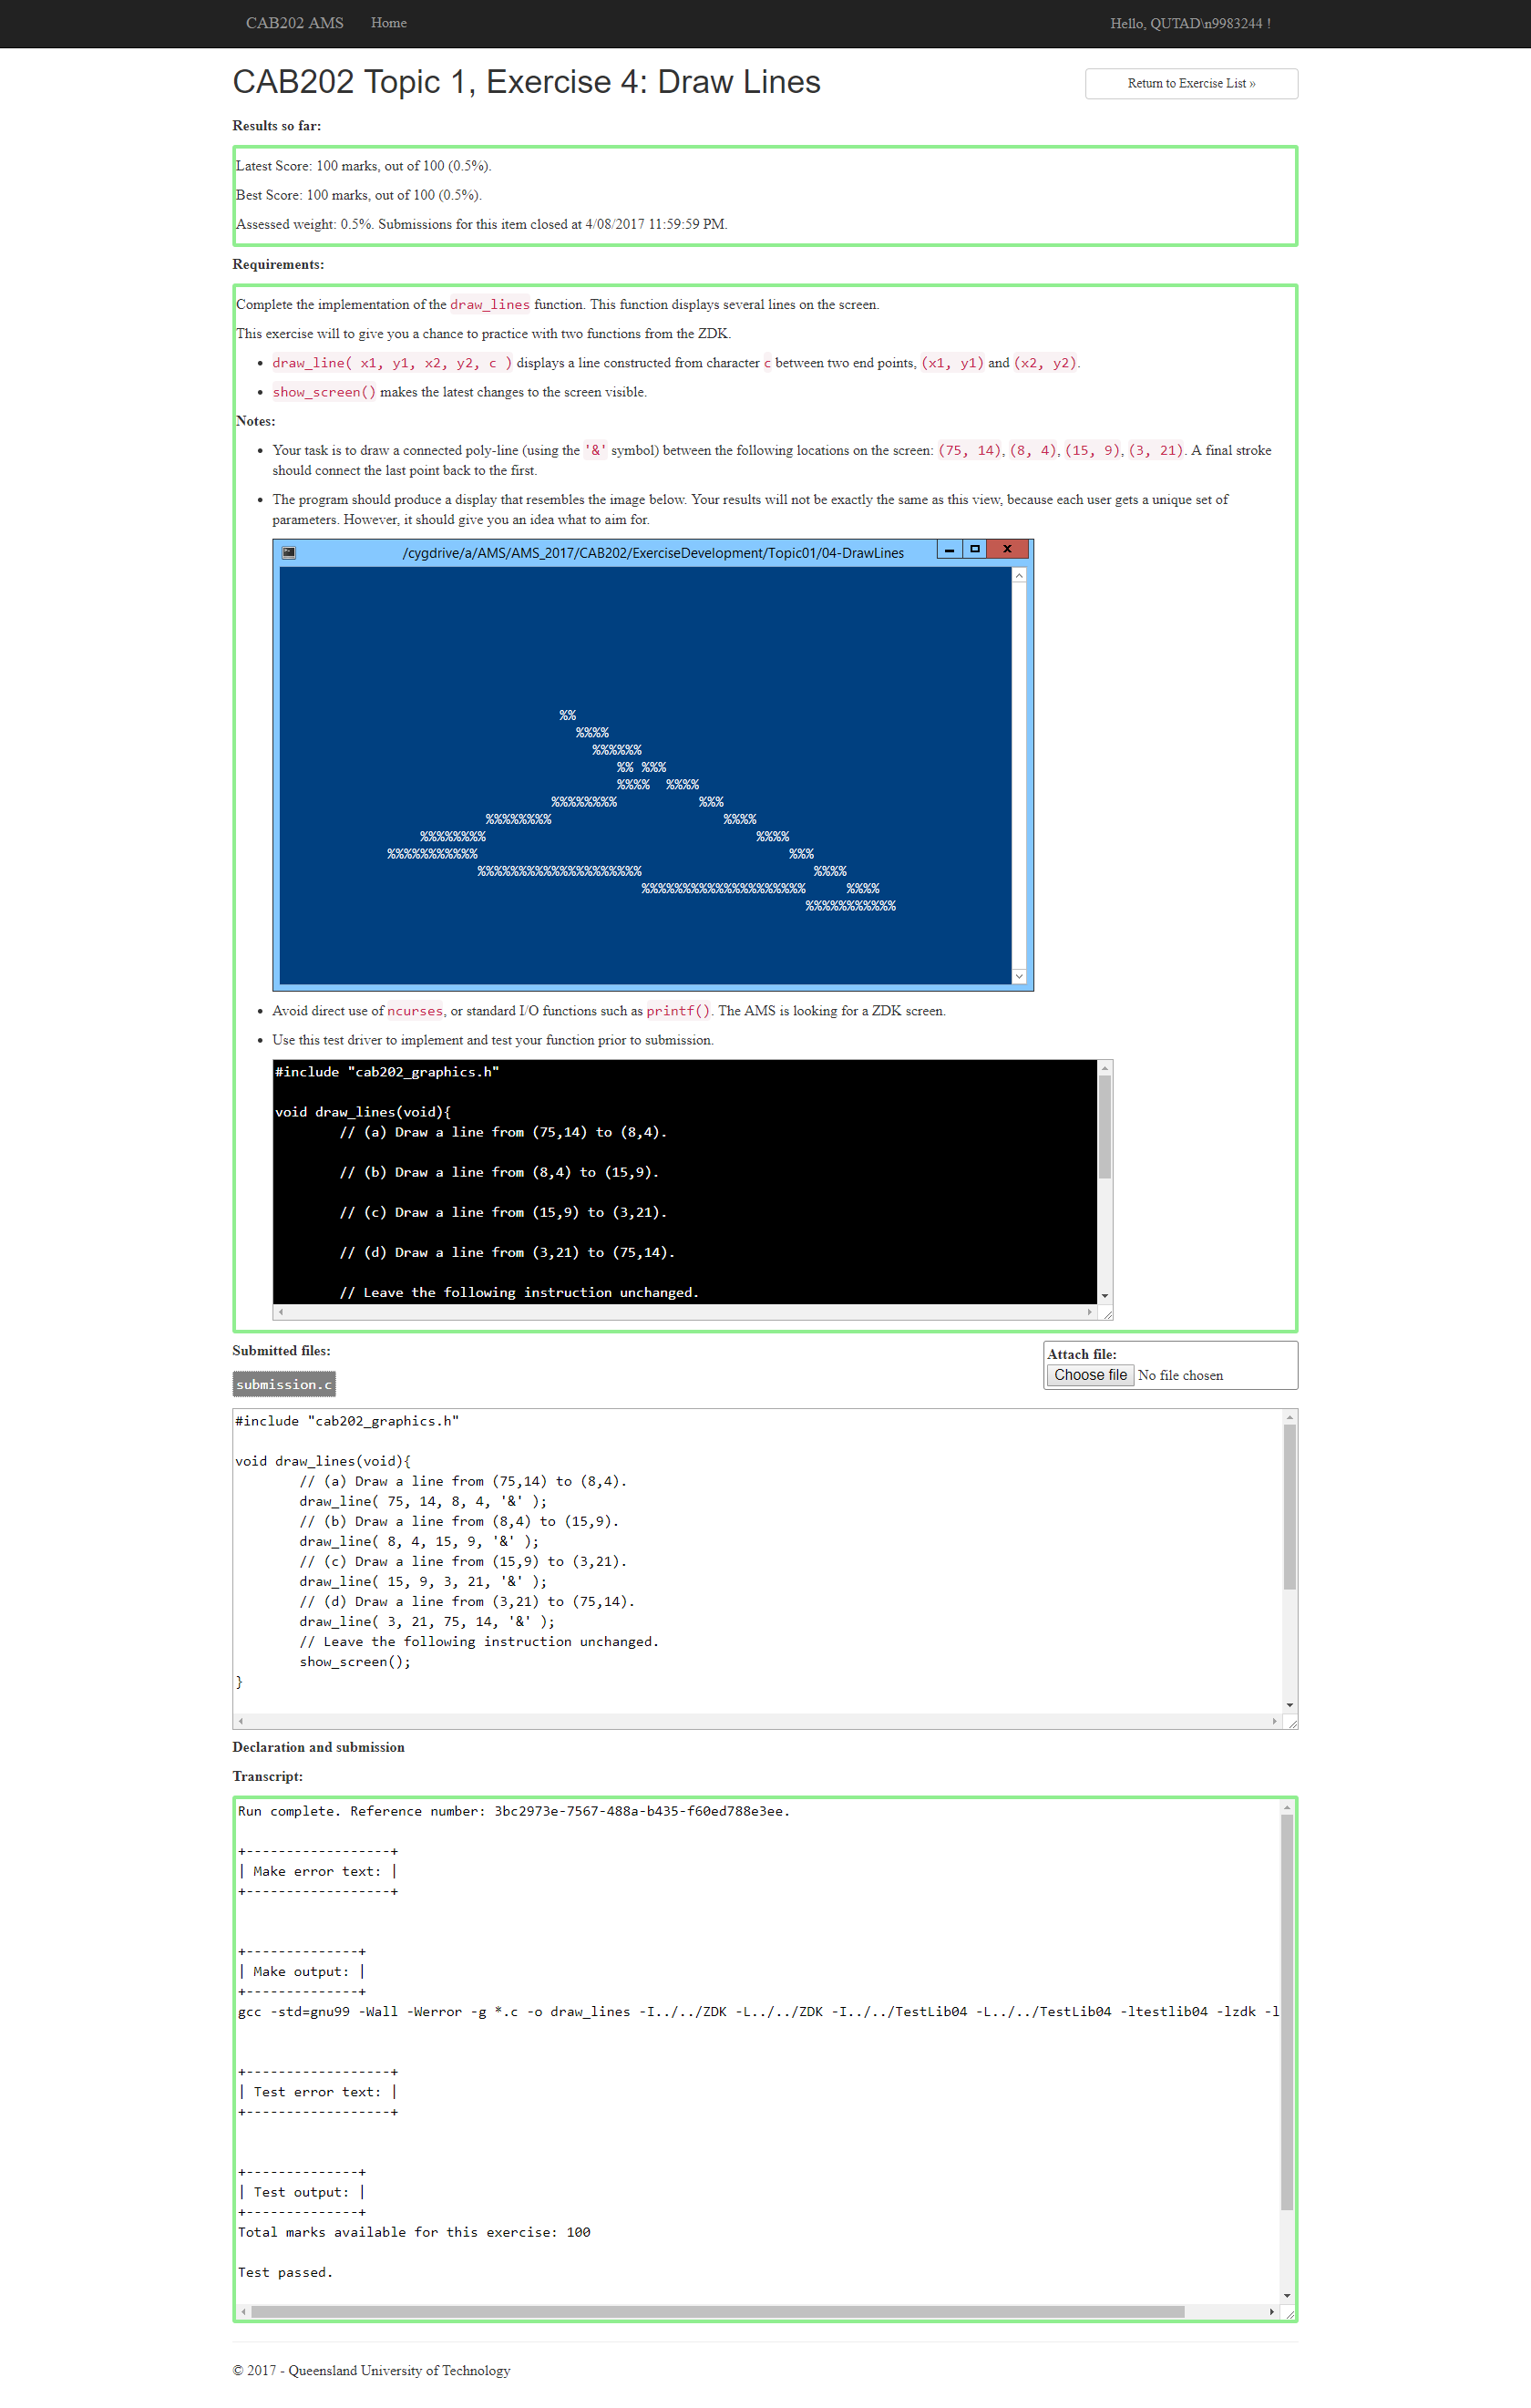 CAB202 AMS Home Hello, QUTAD\n9983244 !
CAB202 Topic 1, Exercise 4: Draw Lines
Return to Exercise List »
Results so far:
Latest Score: 100 marks, out of 100 (0.5%).
Best Score: 100 marks, out of 100 (0.5%).
Assessed weight: 0.5%. Submissions for this item closed at 4/08/2017 11:59:59 PM.
Requirements:
Complete the implementation of the draw_lines function. This function displays several lines on the screen.
This exercise will to give you a chance to practice with two functions from the ZDK.
• draw_line( x1, y1, x2, y2, c ) displays a line constructed from character c between two end points, (x1, y1) and (x2, y2).
• show_screen() makes the latest changes to the screen visible.
Notes:
• Your task is to draw a connected poly-line (using the '&' symbol) between the following locations on the screen: (75, 14), (8, 4), (15, 9), (3, 21). A final stroke
should connect the last point back to the first.
• The program should produce a display that resembles the image below. Your results will not be exactly the same as this view, because each user gets a unique set of
parameters. However, it should give you an idea what to aim for.
/cygdrive/a/AMS/AMS_2017/CAB202/ExerciseDevelopment/Topic01/04-DrawLines
%%
%%%%
%%%%%%
%% %%%
%%%% %%%%
%%%%%%%% %%%
%%%%%%%% %%%%
%%%%%%%% %%%%
%%%%%%%%%%% %%%
%%%%%%%%%%%%%%%%%%%% %%%%
%%%%%%%%%%%%%%%%%%%% %%%%
%%%%%%%%%%%
• Avoid direct use of ncurses, or standard I/O functions such as printf(). The AMS is looking for a ZDK screen.
• Use this test driver to implement and test your function prior to submission.
#include "cab202_graphics.h"
void draw_lines(void){
// (a) Draw a line from (75,14) to (8,4).
// (b) Draw a line from (8,4) to (15,9).
// (c) Draw a line from (15,9) to (3,21).
// (d) Draw a line from (3,21) to (75,14).
// Leave the following instruction unchanged.
Submitted files:
submission.c
Attach file:
Choose file No file chosen
#include "cab202_graphics.h"
void draw_lines(void){
// (a) Draw a line from (75,14) to (8,4).
draw_line( 75, 14, 8, 4, '&' );
// (b) Draw a line from (8,4) to (15,9).
draw_line( 8, 4, 15, 9, '&' );
// (c) Draw a line from (15,9) to (3,21).
draw_line( 15, 9, 3, 21, '&' );
// (d) Draw a line from (3,21) to (75,14).
draw_line( 3, 21, 75, 14, '&' );
// Leave the following instruction unchanged.
show_screen();
}
Declaration and submission
Transcript:
Run complete. Reference number: 3bc2973e-7567-488a-b435-f60ed788e3ee.
+------------------+
| Make error text: |
+------------------+
+--------------+
| Make output: |
+--------------+
gcc -std=gnu99 -Wall -Werror -g *.c -o draw_lines -I../../ZDK -L../../ZDK -I../../TestLib04 -L../../TestLib04 -ltestlib04 -lzdk -l
+------------------+
| Test error text: |
+------------------+
+--------------+
| Test output: |
+--------------+
Total marks available for this exercise: 100
Test passed.
© 2017 - Queensland University of Technology